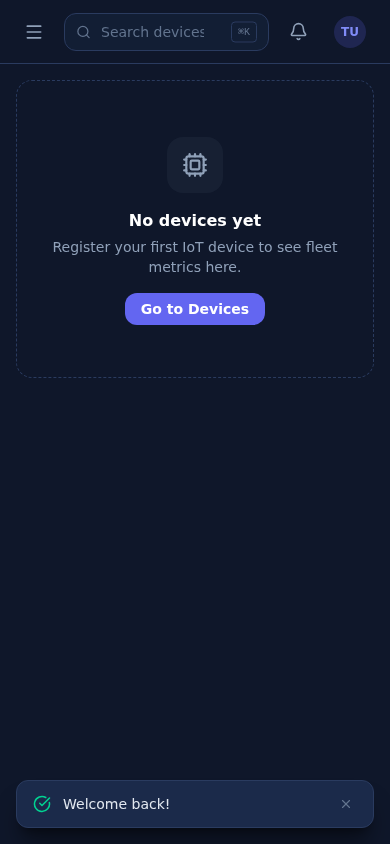 Search devices
⌘K
TU
No devices yet
Register your first IoT device to see fleet
metrics here.
Go to Devices
Welcome back!